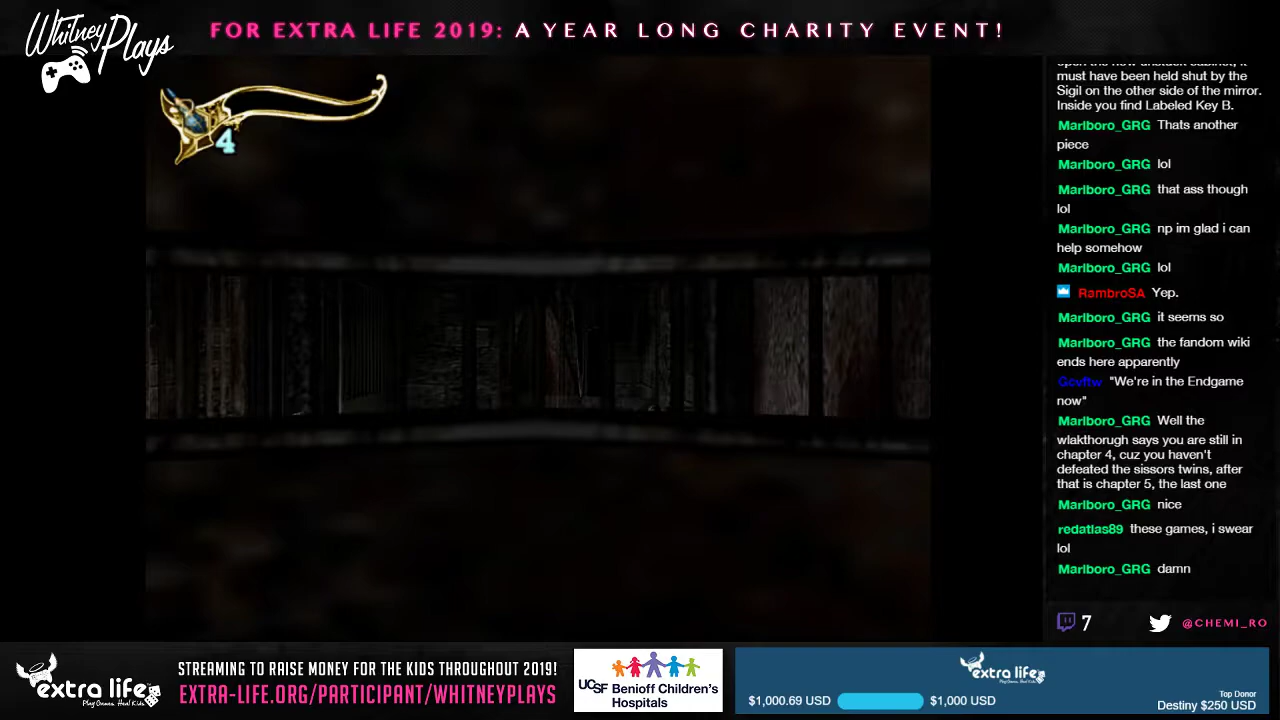 Whitney Plays
FOR EXTRA LIFE 2019: A YEAR LONG CHARITY EVENT!
4
must have been held shut by the
Sigil on the other side of the mirror.
Inside you find Labeled Key B.
Marlboro_GRG Thats another
piece
Marlboro_GRG lol
Marlboro_GRG that ass though
lol
Marlboro_GRG np im glad i can
help somehow
Marlboro_GRG lol
RambroSA Yep.
Marlboro_GRG it seems so
Marlboro_GRG the fandom wiki
ends here apparently
Gcvftw "We're in the Endgame
now"
Marlboro_GRG Well the
wlakthorugh says you are still in
chapter 4, cuz you haven't
defeated the sissors twins, after
that is chapter 5, the last one
Marlboro_GRG nice
redatlas89 these games, i swear
lol
Marlboro_GRG damn
7
@CHEMI_RO
extra life
Play Games. Heal Kids.
STREAMING TO RAISE MONEY FOR THE KIDS THROUGHOUT 2019!
EXTRA-LIFE.ORG/PARTICIPANT/WHITNEYPLAYS
UCSF Benioff Children's
Hospitals
extra life
$1,000.69 USD
$1,000 USD
Top Donor
Destiny $250 USD